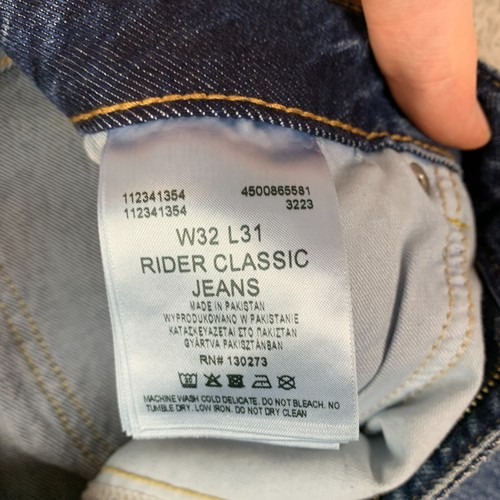 112341354 4500865581
112341354 3223
W32 L31
RIDER CLASSIC
JEANS
MADE IN PAKISTAN
WYPRODUKOWANO W PAKISTANIE
ΚΑΤΑΣΚΕΥΑΖΕΤΑΙ ΣΤΟ ΠΑΚΙΣΤΑΝ
GYÁRTVA PAKISZTÁNBAN
RN# 130273
MACHINE WASH COLD DELICATE. DO NOT BLEACH. NO
TUMBLE DRY. LOW IRON. DO NOT DRY CLEAN